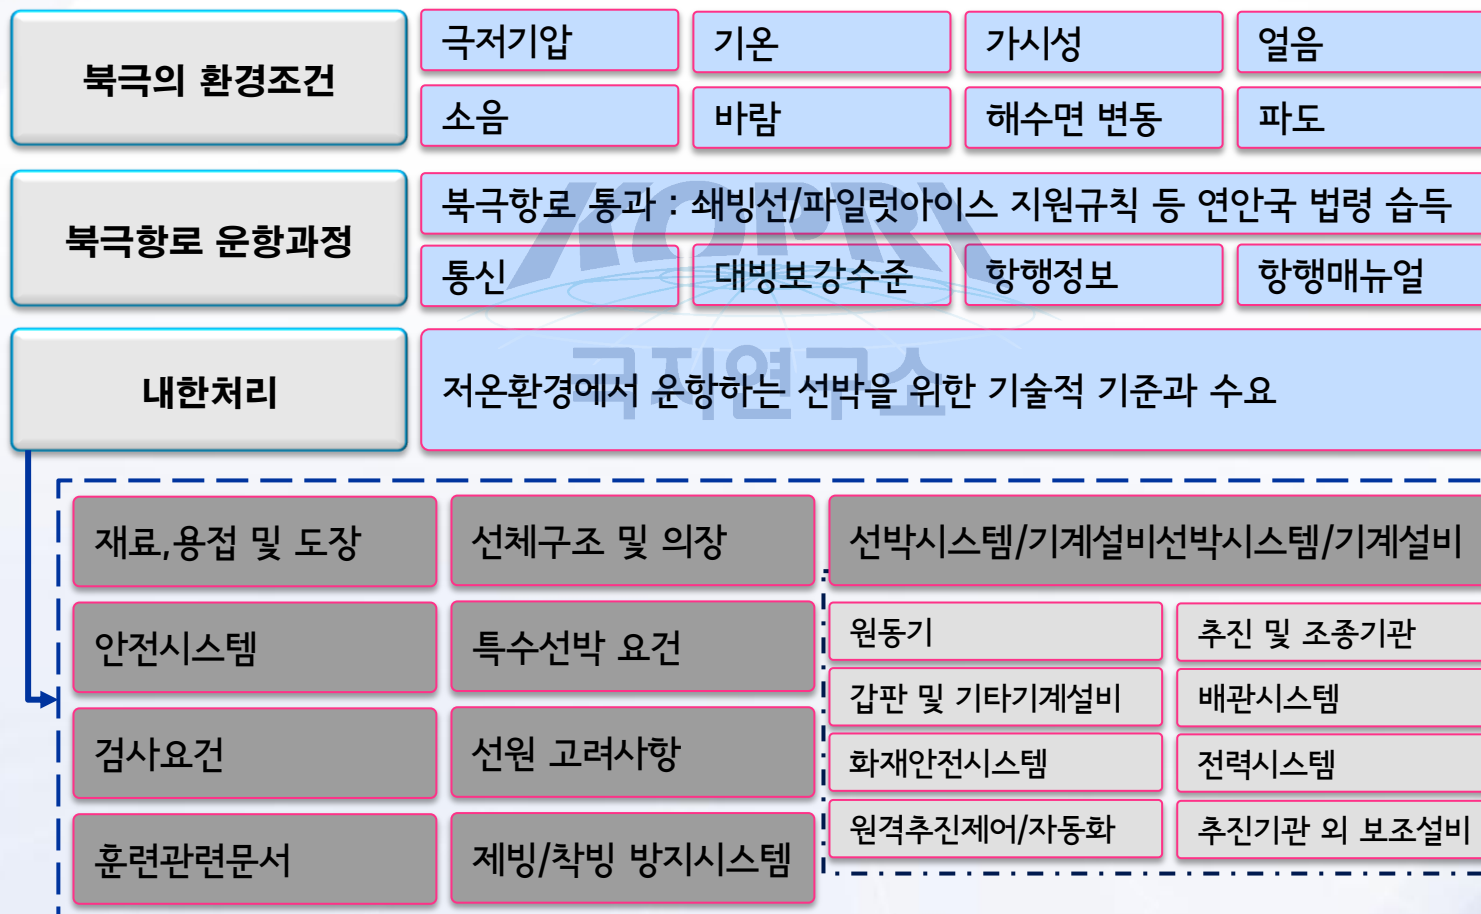 북극의 환경조건
극저기압
기온
가시성
얼음
소음
바람
해수면 변동
파도
북극항로 운항과정
북극항로 통과 : 쇄빙선/파일럿아이스 지원규칙 등 연안국 법령 습득
통신
대빙보강수준
항행정보
항행매뉴얼
KOPRI
극지연구소
내한처리
저온환경에서 운항하는 선박을 위한 기술적 기준과 수요
재료,용접 및 도장
선체구조 및 의장
선박시스템/기계설비선박시스템/기계설비
안전시스템
특수선박 요건
원동기
추진 및 조종기관
갑판 및 기타기계설비
배관시스템
검사요건
선원 고려사항
화재안전시스템
전력시스템
원격추진제어/자동화
추진기관 외 보조설비
훈련관련문서
제빙/착빙 방지시스템